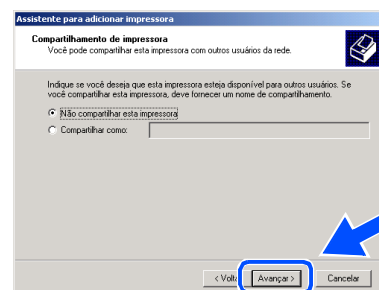 Assistente para adicionar impressora
Compartilhamento de impressora
Você pode compartilhar esta impressora com outros usuários da rede.
Indique se você deseja que esta impressora esteja disponível para outros usuários. Se
você compartilhar esta impressora, deve fornecer um nome de compartilhamento.
Não compartilhar esta impressora
Compartilhar como:
< Volta
Avançar >
Cancelar